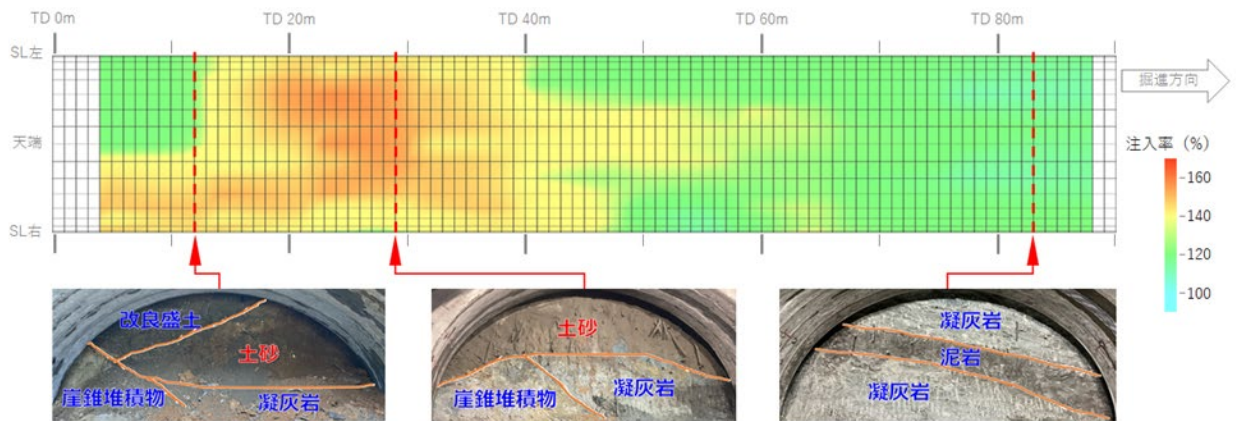 TD 0m
TD 20m
TD 40m
TD 60m
TD 80m
SL左
天端
SL右
掘進方向
注入率（%）
160
140
120
100
改良盛土
土砂
崖錐堆積物
凝灰岩
土砂
崖錐堆積物
凝灰岩
凝灰岩
泥岩
凝灰岩